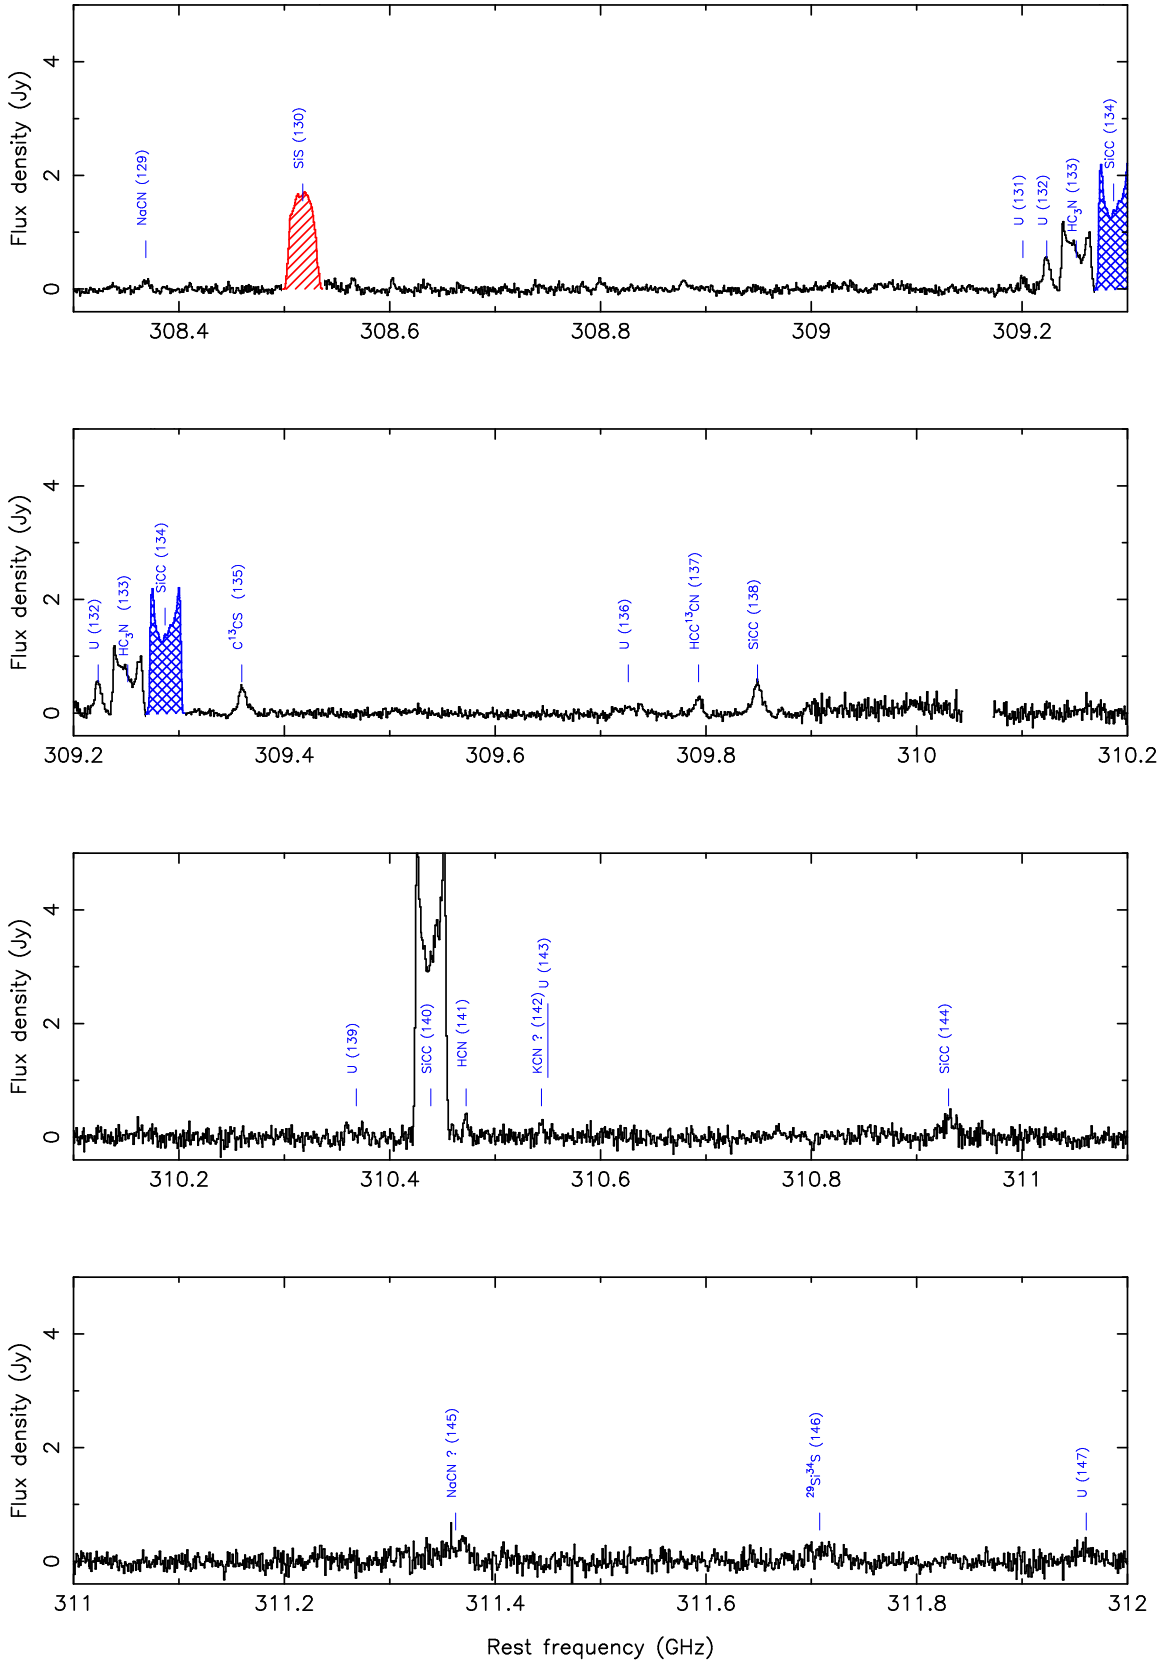 Flux density (Jy)
0
2
4
NaCN (129)
SiS (130)
U (131)
U (132)
HC3N (133)
SiCC (134)
308.4
308.6
308.8
309
309.2
Flux density (Jy)
0
2
4
U (132)
HC3N (133)
SiCC (134)
C13CS (135)
U (136)
HCC13CN (137)
SiCC (138)
309.2
309.4
309.6
309.8
310
310.2
Flux density (Jy)
0
2
4
U (139)
SiCC (140)
HCN (141)
KCN ? (142)
U (143)
SiCC (144)
310.2
310.4
310.6
310.8
311
Flux density (Jy)
0
2
4
NaCN ? (145)
29Si34S (146)
U (147)
311
311.2
311.4
311.6
311.8
312
Rest frequency (GHz)